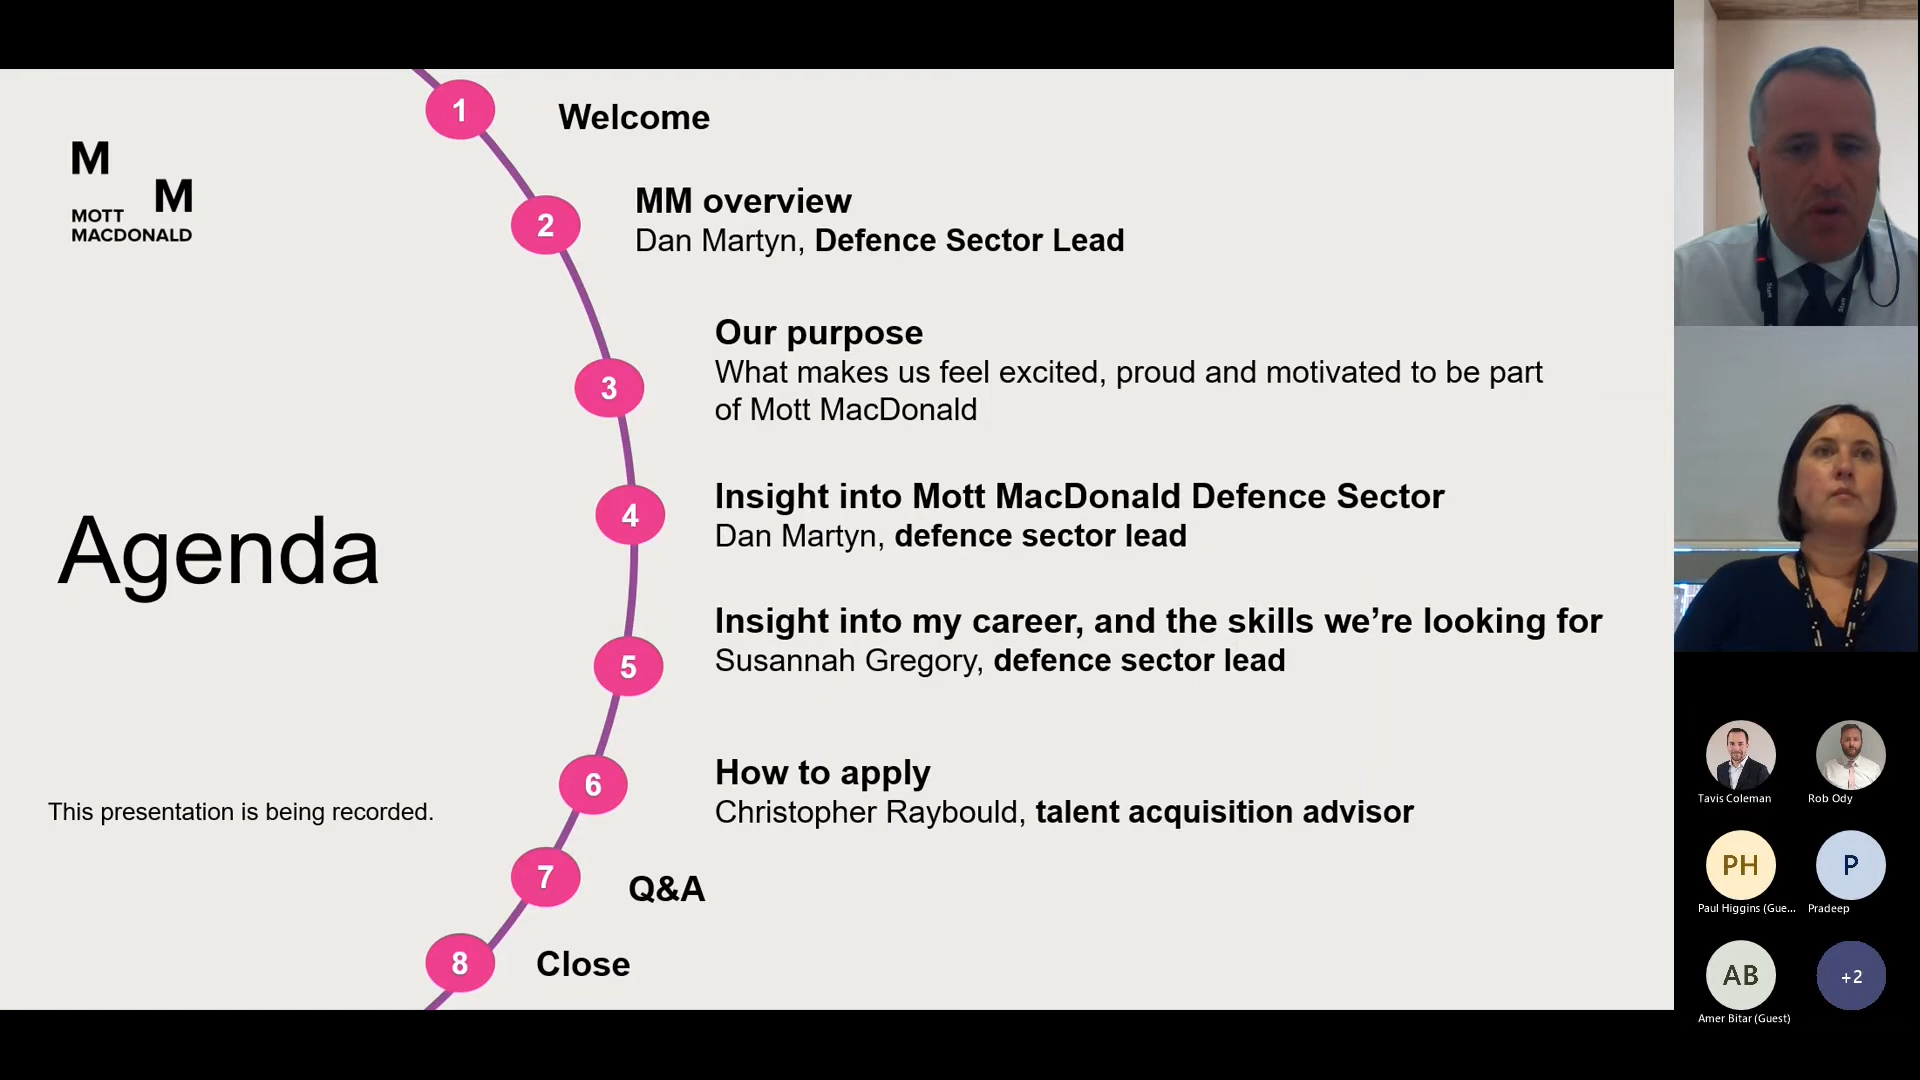 M
M
MOTT
MACDONALD
Agenda
This presentation is being recorded.
1
Welcome
2
MM overview
Dan Martyn, Defence Sector Lead
3
Our purpose
What makes us feel excited, proud and motivated to be part
of Mott MacDonald
4
Insight into Mott MacDonald Defence Sector
Dan Martyn, defence sector lead
5
Insight into my career, and the skills we’re looking for
Susannah Gregory, defence sector lead
6
How to apply
Christopher Raybould, talent acquisition advisor
7
Q&A
8
Close
Staff
Staff
Tavis Coleman
Rob Ody
PH
P
Paul Higgins (Gue...
Pradeep
AB
+2
Amer Bitar (Guest)